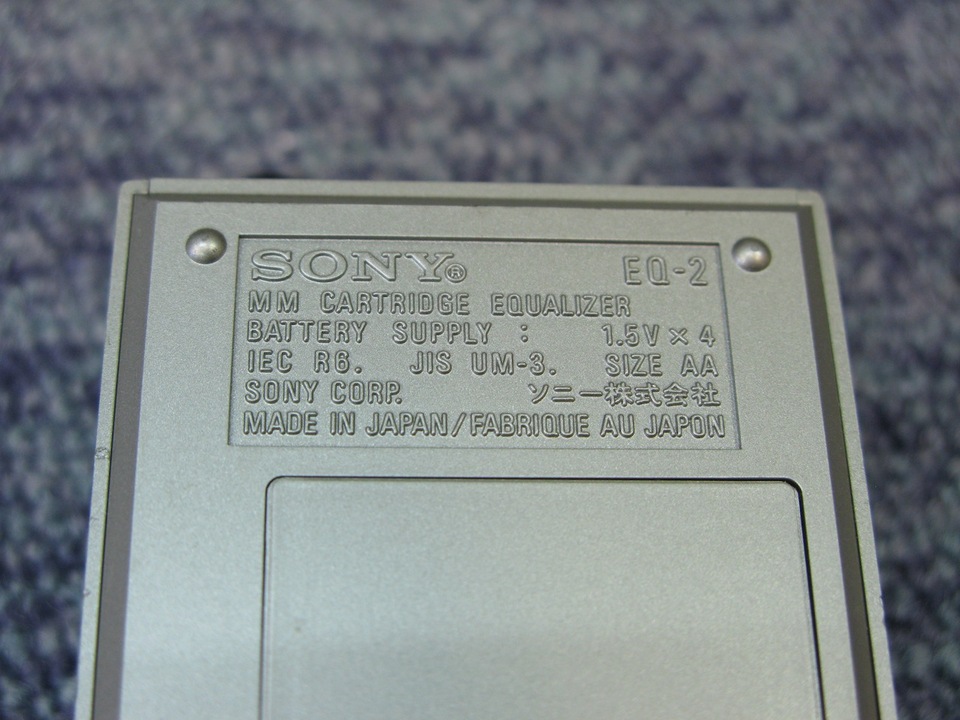 SONY® EQ-2
MM CARTRIDGE EQUALIZER
BATTERY SUPPLY : 1.5V × 4
IEC R6. JIS UM-3. SIZE AA
SONY CORP. ソニー株式会社
MADE IN JAPAN/FABRIQUE AU JAPON